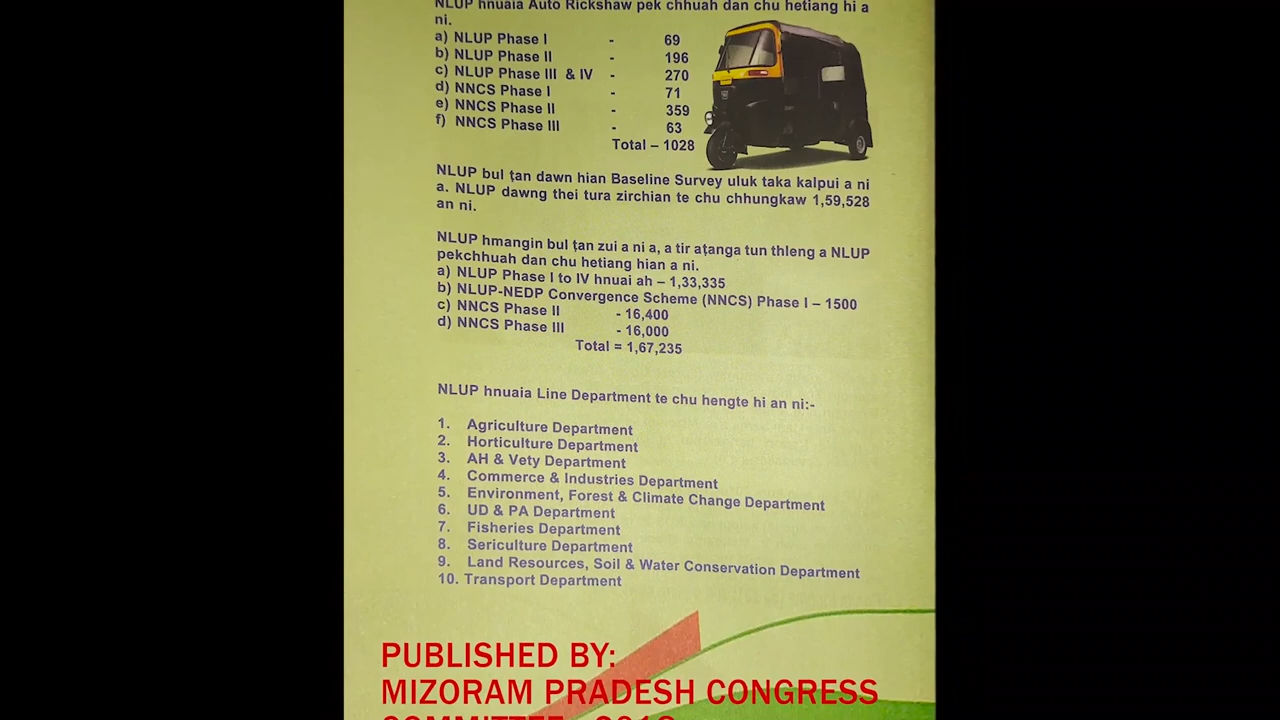 NLUP hnuaia Auto Rickshaw pek chhuah dan chu hetiang hi a
ni.
a) NLUP Phase I - 69
b) NLUP Phase II - 196
c) NLUP Phase III & IV - 270
d) NNCS Phase I - 71
e) NNCS Phase II - 359
f) NNCS Phase III - 63
Total – 1028
NLUP bul ṭan dawn hian Baseline Survey uluk taka kalpui a ni
a. NLUP dawng thei tura zirchian te chu chhungkaw 1,59,528
an ni.
NLUP hmangin bul ṭan zui a ni a, a tir aṭanga tun thleng a NLUP
pekchhuah dan chu hetiang hian a ni.
a) NLUP Phase I to IV hnuai ah – 1,33,335
b) NLUP-NEDP Convergence Scheme (NNCS) Phase I – 1500
c) NNCS Phase II - 16,400
d) NNCS Phase III - 16,000
Total = 1,67,235
NLUP hnuaia Line Department te chu hengte hi an ni:-
1. Agriculture Department
2. Horticulture Department
3. AH & Vety Department
4. Commerce & Industries Department
5. Environment, Forest & Climate Change Department
6. UD & PA Department
7. Fisheries Department
8. Sericulture Department
9. Land Resources, Soil & Water Conservation Department
10. Transport Department
PUBLISHED BY:
MIZORAM PRADESH CONGRESS